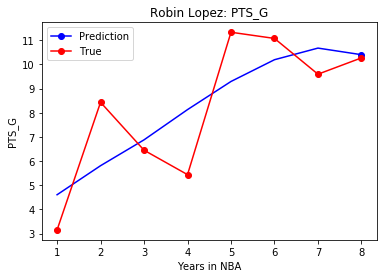 Robin Lopez: PTS_G
Prediction
True
PTS_G
11
10
9
8
7
6
5
4
3
1 2 3 4 5 6 7 8
Years in NBA